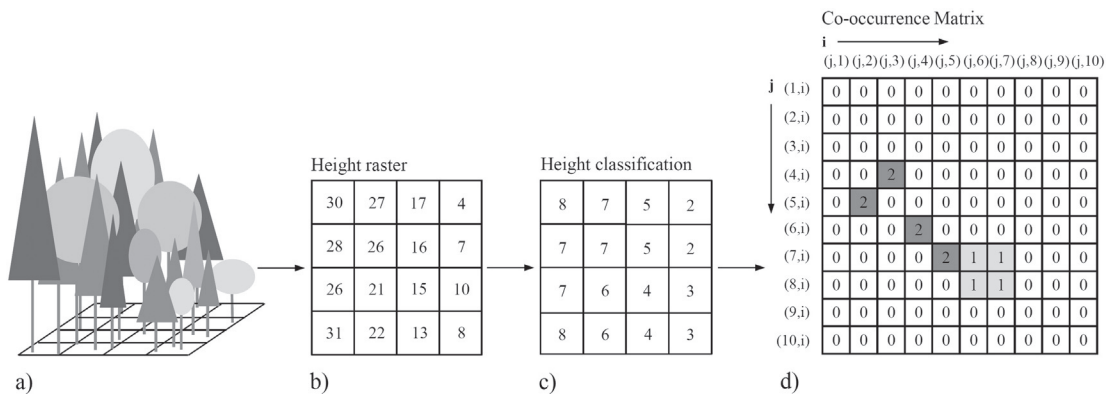 Co-occurrence Matrix
i
(j,1) (j,2) (j,3) (j,4) (j,5) (j,6) (j,7) (j,8) (j,9) (j,10)
j
(1,i) 0 0 0 0 0 0 0 0 0 0
(2,i) 0 0 0 0 0 0 0 0 0 0
(3,i) 0 0 0 0 0 0 0 0 0 0
(4,i) 0 0 2 0 0 0 0 0 0 0
(5,i) 0 2 0 0 0 0 0 0 0 0
(6,i) 0 0 0 2 0 0 0 0 0 0
(7,i) 0 0 0 0 2 1 1 0 0 0
(8,i) 0 0 0 0 0 1 1 0 0 0
(9,i) 0 0 0 0 0 0 0 0 0 0
(10,i) 0 0 0 0 0 0 0 0 0 0
Height raster
30 27 17 4
28 26 16 7
26 21 15 10
31 22 13 8
Height classification
8 7 5 2
7 7 5 2
7 6 4 3
8 6 4 3
a) b) c) d)